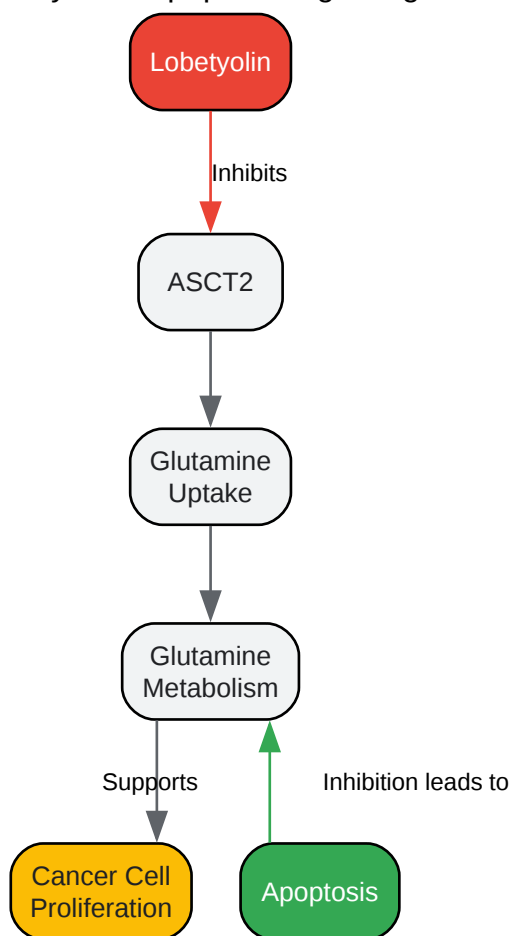 Lobetyolin
Inhibits
ASCT2
Glutamine
Uptake
Glutamine
Metabolism
Supports
Inhibition leads to
Cancer Cell
Proliferation
Apoptosis